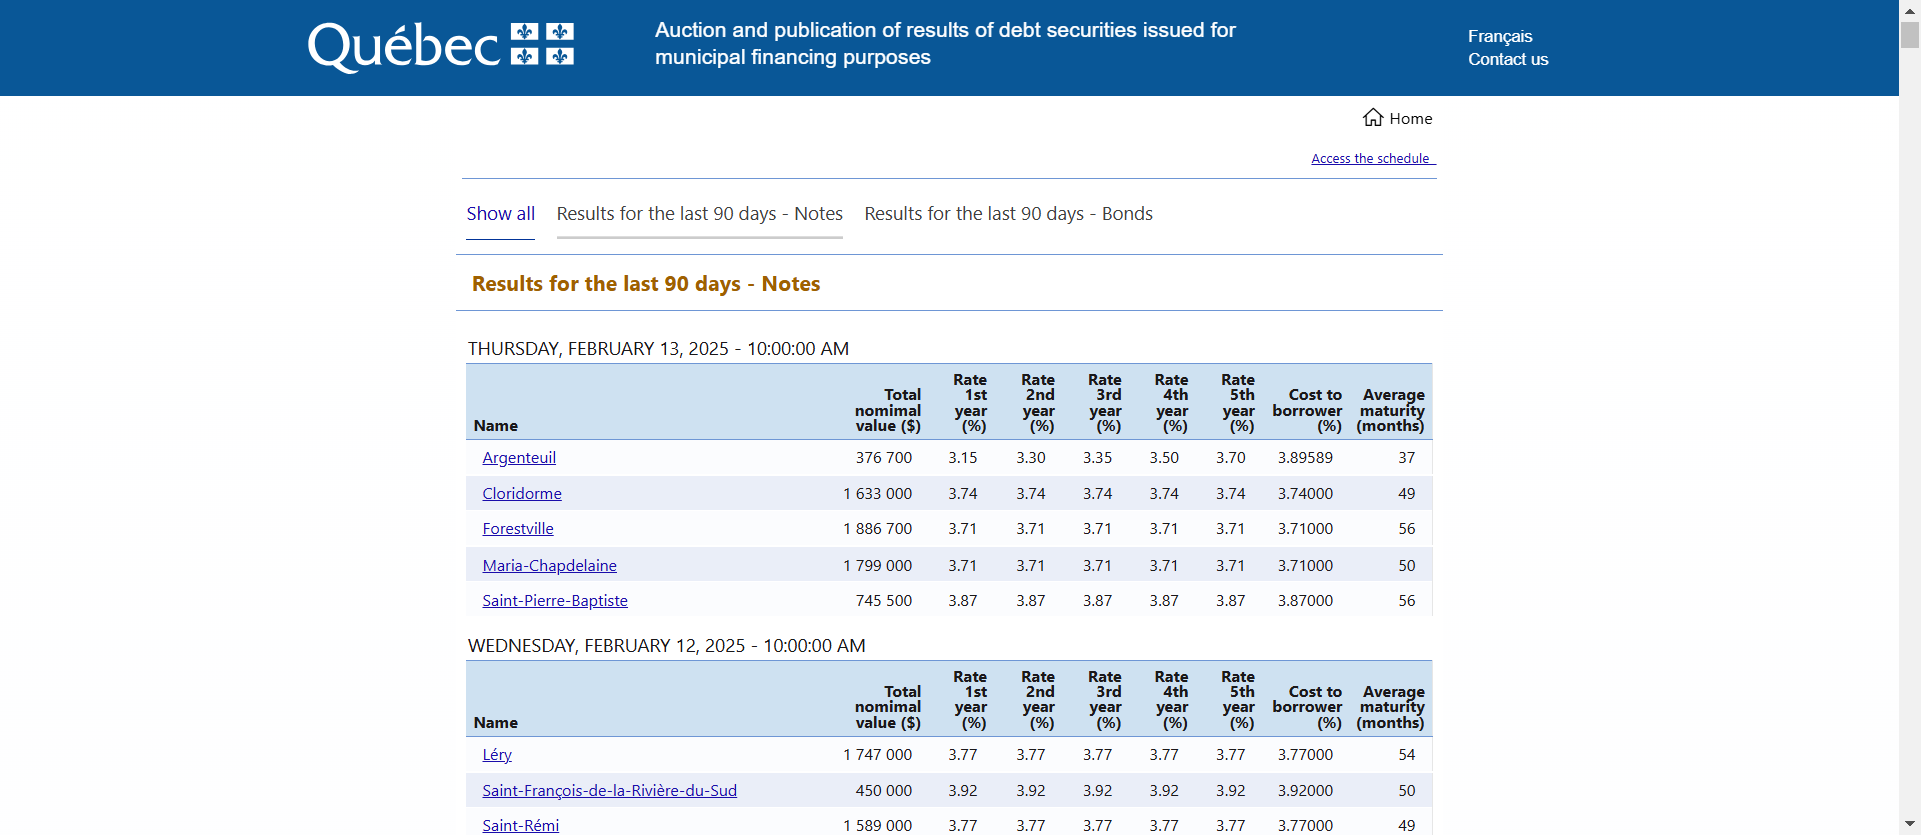 Québec
Auction and publication of results of debt securities issued for
municipal financing purposes
Français
Contact us
Home
Access the schedule
Show all Results for the last 90 days - Notes Results for the last 90 days - Bonds
Results for the last 90 days - Notes
THURSDAY, FEBRUARY 13, 2025 - 10:00:00 AM
Name Total nomimal value ($) Rate 1st year (%) Rate 2nd year (%) Rate 3rd year (%) Rate 4th year (%) Rate 5th year (%) Cost to borrower (%) Average maturity (months)
Argenteuil 376 700 3.15 3.30 3.35 3.50 3.70 3.89589 37
Cloridorme 1 633 000 3.74 3.74 3.74 3.74 3.74 3.74000 49
Forestville 1 886 700 3.71 3.71 3.71 3.71 3.71 3.71000 56
Maria-Chapdelaine 1 799 000 3.71 3.71 3.71 3.71 3.71 3.71000 50
Saint-Pierre-Baptiste 745 500 3.87 3.87 3.87 3.87 3.87 3.87000 56
WEDNESDAY, FEBRUARY 12, 2025 - 10:00:00 AM
Name Total nomimal value ($) Rate 1st year (%) Rate 2nd year (%) Rate 3rd year (%) Rate 4th year (%) Rate 5th year (%) Cost to borrower (%) Average maturity (months)
Léry 1 747 000 3.77 3.77 3.77 3.77 3.77 3.77000 54
Saint-François-de-la-Rivière-du-Sud 450 000 3.92 3.92 3.92 3.92 3.92 3.92000 50
Saint-Rémi 1 589 000 3.77 3.77 3.77 3.77 3.77 3.77000 49